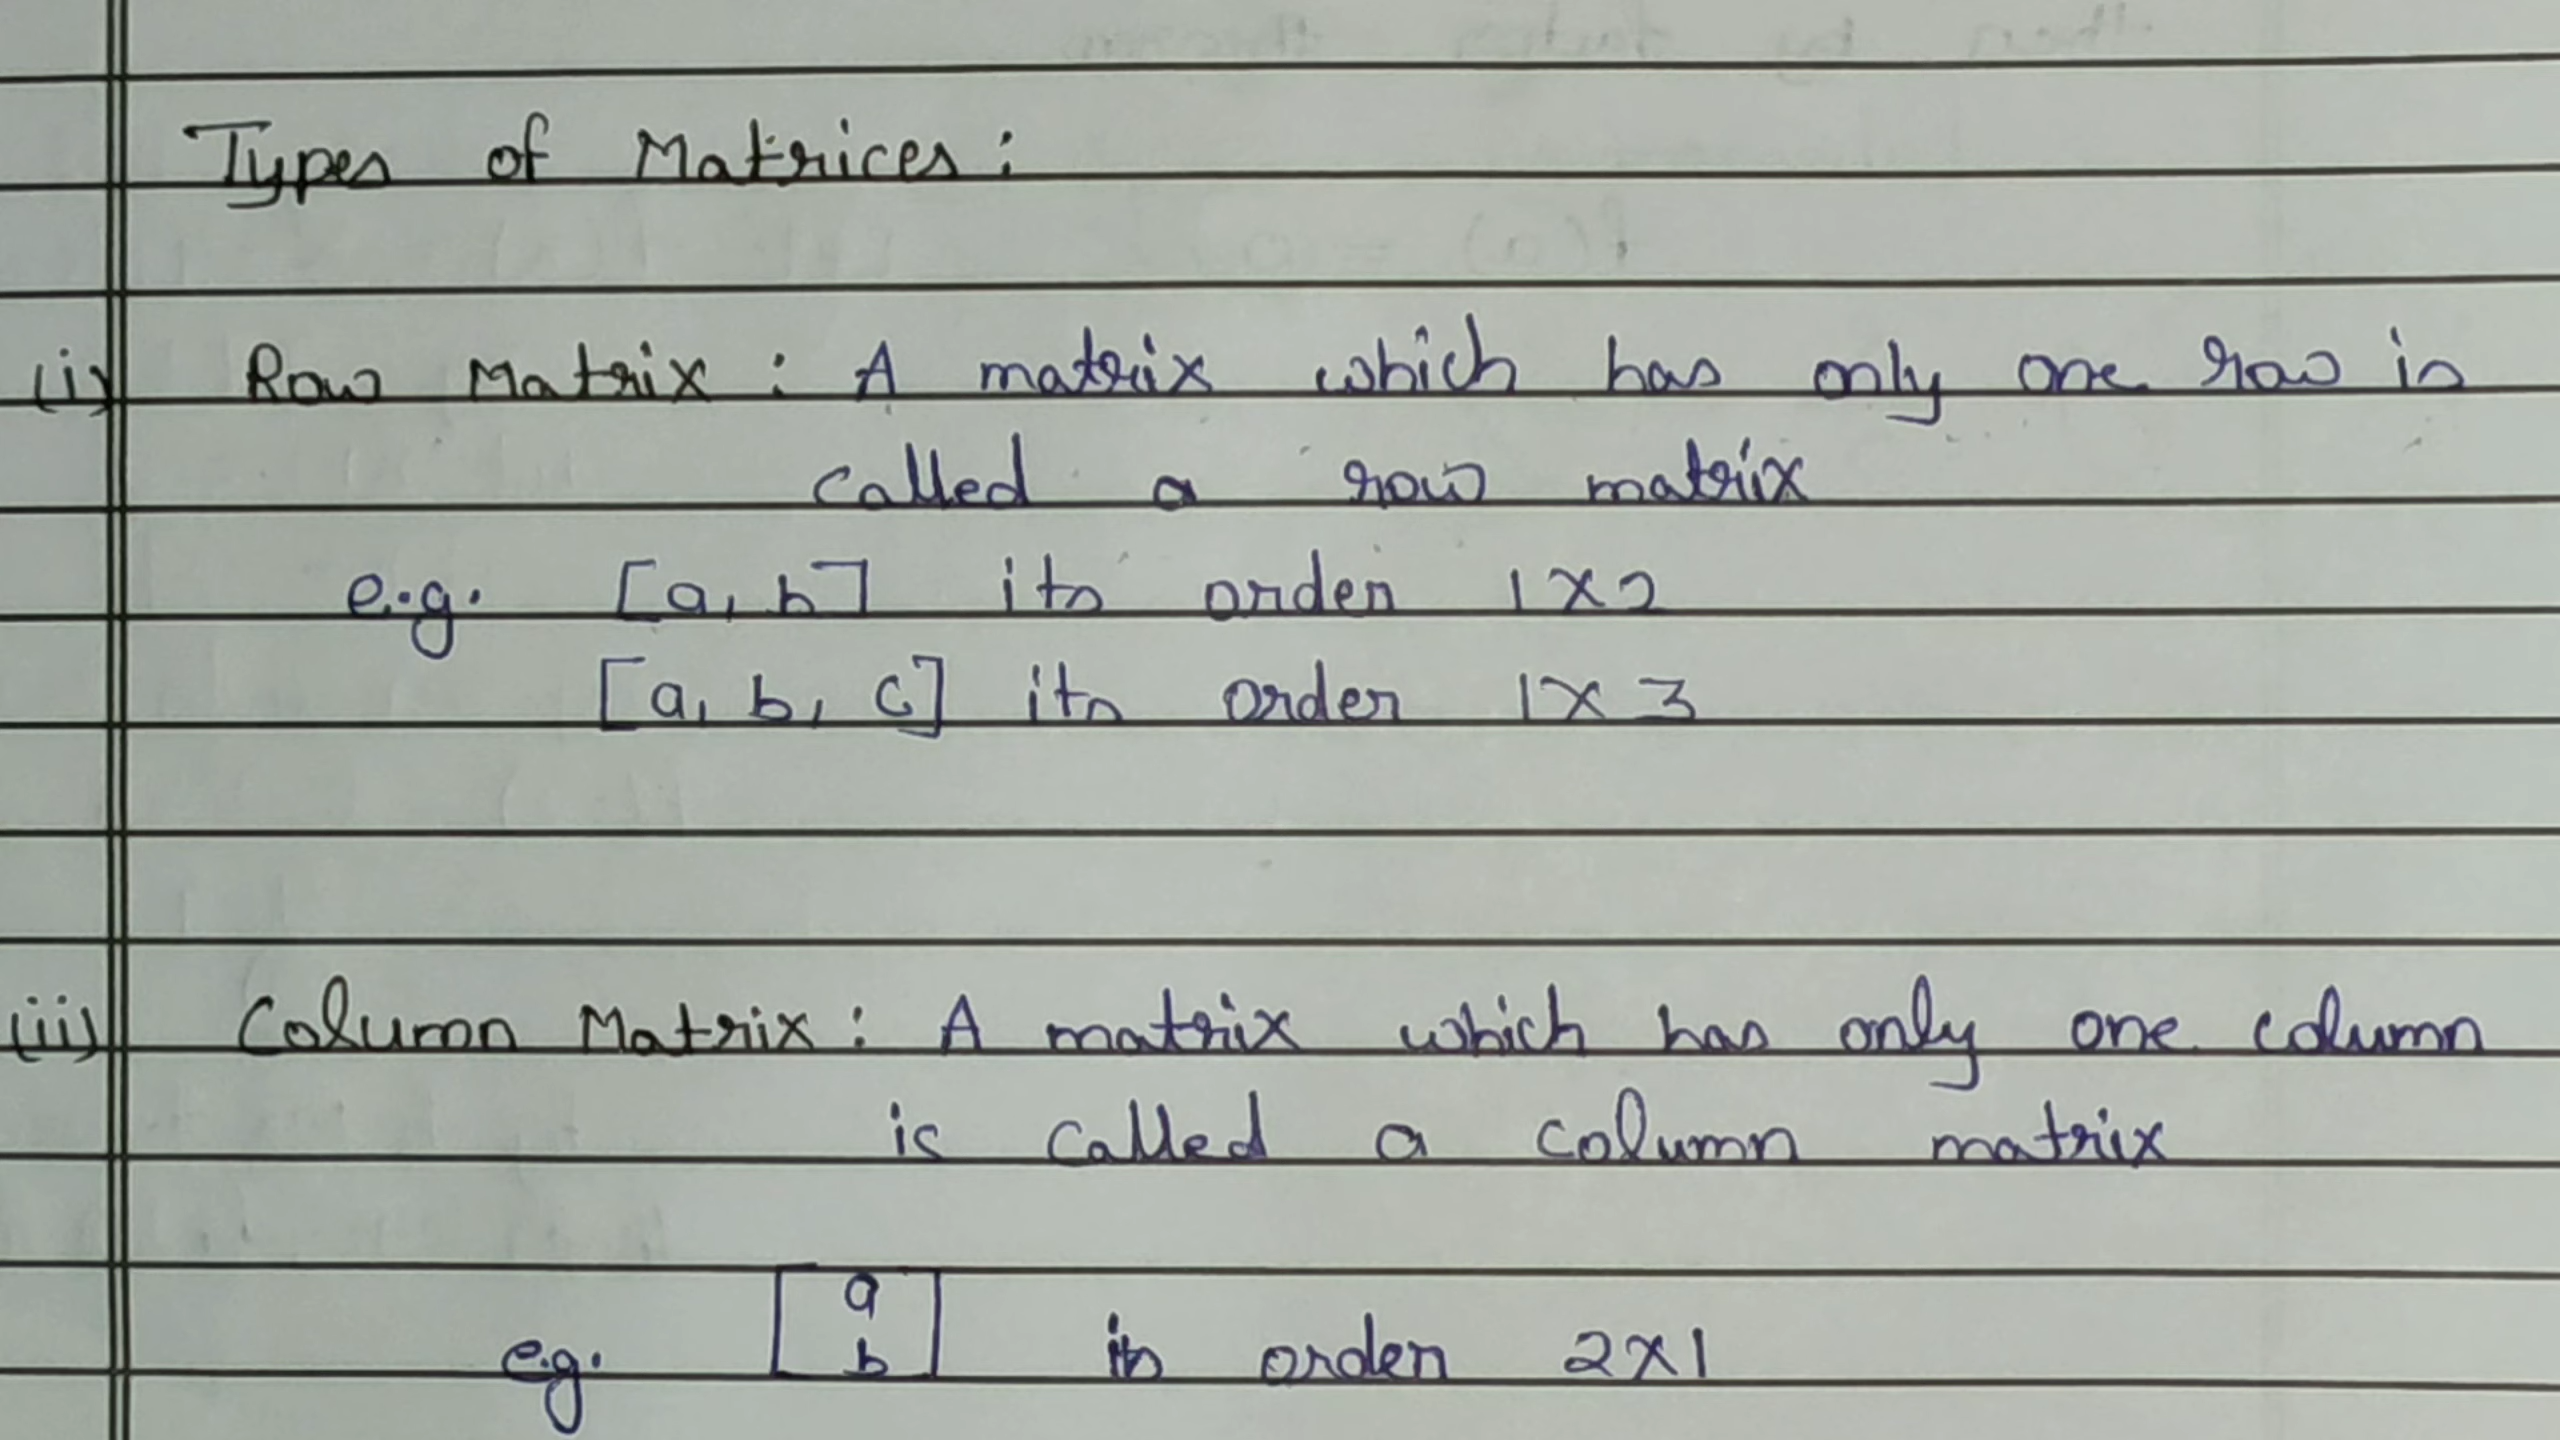 Types of Matrices:
(i) Row Matrix : A matrix which has only one row is
called a row matrix
e.g. [a, b] its order 1×2
[a, b, c] its order 1×3
(ii) Column Matrix : A matrix which has only one column
is called a column matrix
e.g. [a
b] is order 2×1